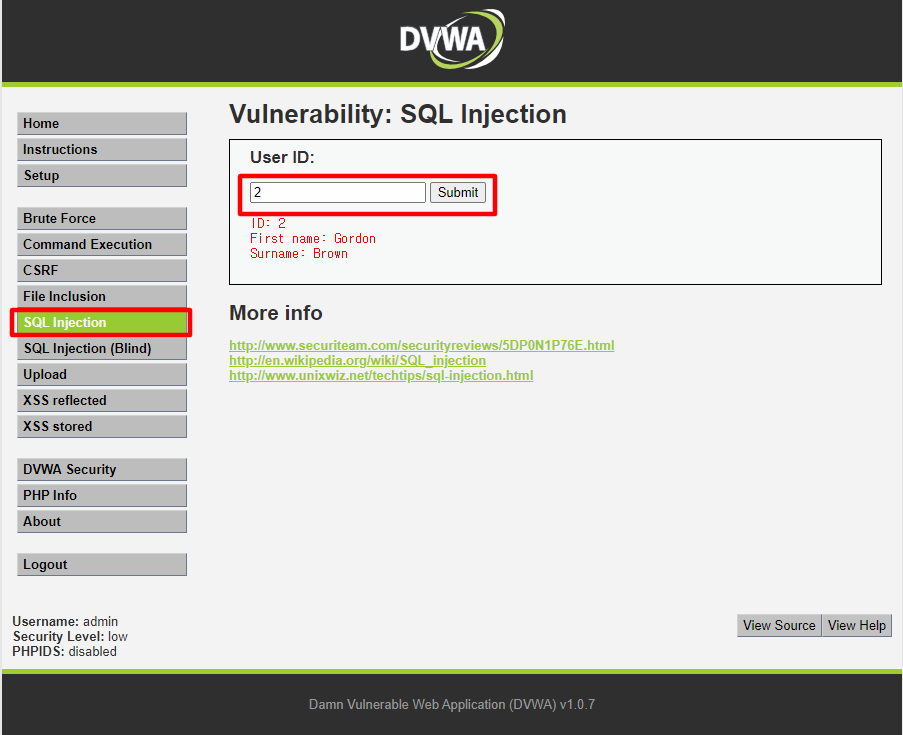 DVWA
Vulnerability: SQL Injection
Home
Instructions
Setup
Brute Force
Command Execution
CSRF
File Inclusion
SQL Injection
SQL Injection (Blind)
Upload
XSS reflected
XSS stored
DVWA Security
PHP Info
About
Logout
User ID:
2 Submit
ID: 2
First name: Gordon
Surname: Brown
More info
http://www.securiteam.com/securityreviews/5DP0N1P76E.html
http://en.wikipedia.org/wiki/SQL_injection
http://www.unixwiz.net/techtips/sql-injection.html
Username: admin
Security Level: low
PHPIDS: disabled
View Source View Help
Damn Vulnerable Web Application (DVWA) v1.0.7